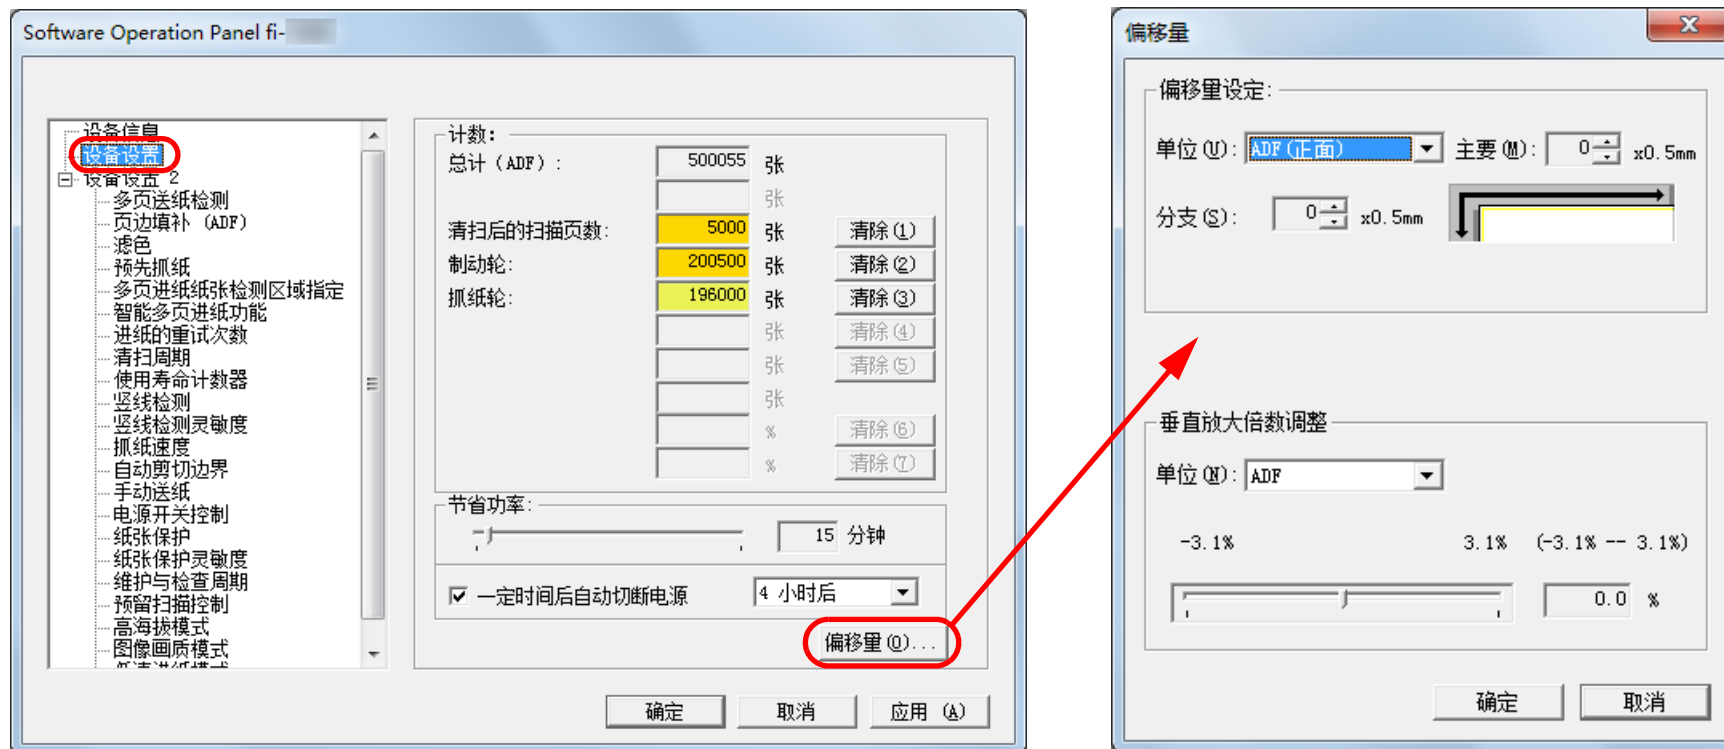 Software Operation Panel fi-
设备信息
设备设置
设备设置 2
多页送纸检测
页边填补 (ADF)
滤色
预先抓纸
多页进纸纸张检测区域指定
智能多页进纸功能
进纸的重试次数
清扫周期
使用寿命计数器
竖线检测
竖线检测灵敏度
抓纸速度
自动剪切边界
手动送纸
电源开关控制
纸张保护
纸张保护灵敏度
维护与检查周期
预留扫描控制
高海拔模式
图像画质模式
低速进纸模式
计数:
总计 (ADF) : 500055 张
张
清扫后的扫描页数: 5000 张 清除(1)
制动轮: 200500 张 清除(2)
抓纸轮: 196000 张 清除(3)
张 清除(4)
张 清除(5)
张
% 清除(6)
% 清除(7)
节省功率:
15 分钟
一定时间后自动切断电源 4 小时后
偏移量(O)...
确定 取消 应用 (A)
偏移量
X
偏移量设定:
单位(U): ADF(正面) 主要(M): 0 x0.5mm
分支(S): 0 x0.5mm
垂直放大倍数调整
单位(N): ADF
-3.1% 3.1% (-3.1% -- 3.1%)
0.0 %
确定 取消